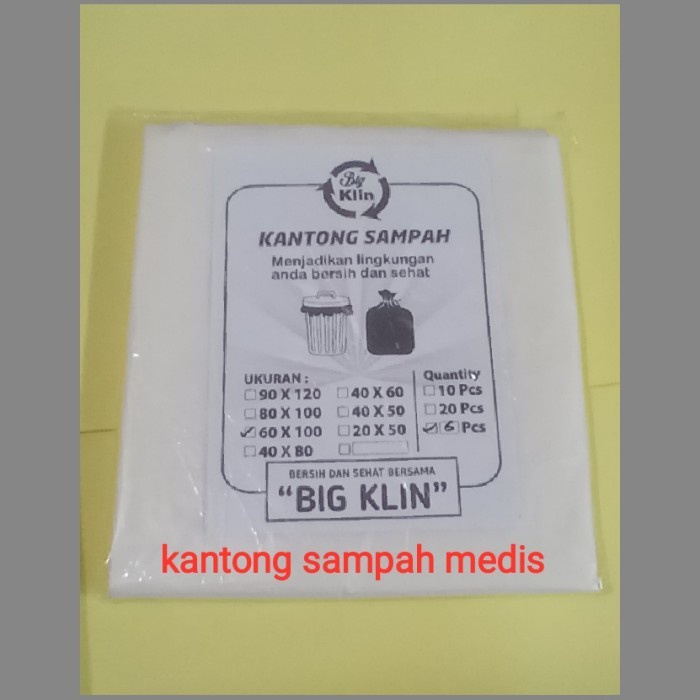 Big
Klin
KANTONG SAMPAH
Menjadikan lingkungan
anda bersih dan sehat
UKURAN :
90 X 120
80 X 100
60 X 100
40 X 80
40 X 60
40 X 50
20 X 50
Quantity
10 Pcs
20 Pcs
6 Pcs
BERSIH DAN SEHAT BERSAMA
“BIG KLIN”
kantong sampah medis